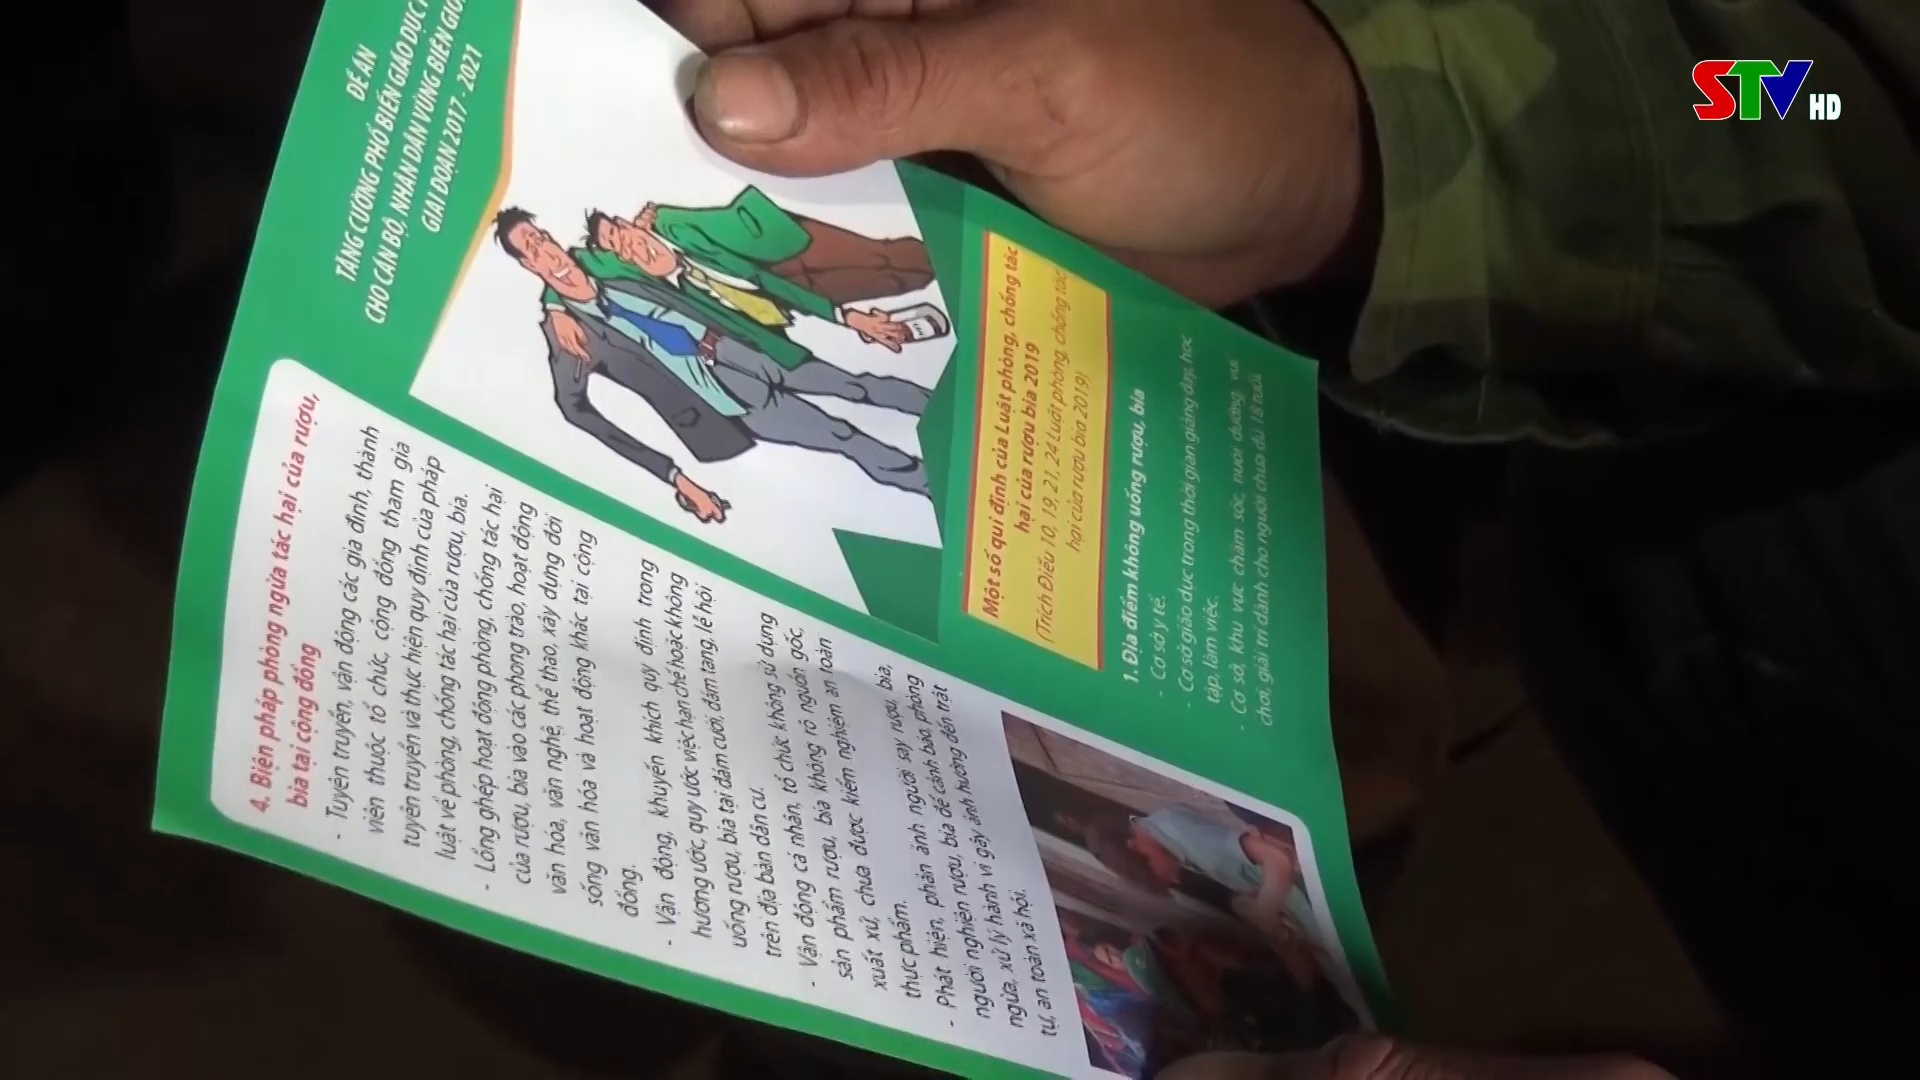 STV HD
ĐỀ ÁN
TĂNG CƯỜNG PHỔ BIẾN GIÁO DỤC
CHO CÁN BỘ, NHÂN DÂN VÙNG BIÊN GIỚI,
GIAI ĐOẠN 2017 - 2021
4. Biện pháp phòng ngừa tác hại của rượu,
bia tại cộng đồng
- Tuyên truyền, vận động các gia đình, thành
viên thuộc tổ chức, cộng đồng tham gia
tuyên truyền và thực hiện quy định của pháp
luật về phòng, chống tác hại của rượu, bia.
- Lồng ghép hoạt động phòng, chống tác hại
của rượu, bia vào các phong trào, hoạt động
văn hóa, văn nghệ, thể thao, xây dựng đời
sống văn hóa và hoạt động khác tại cộng
đồng.
- Vận động, khuyến khích quy định trong
hương ước, quy ước việc hạn chế hoặc không
uống rượu, bia tại đám cưới, đám tang, lễ hội
trên địa bàn dân cư.
- Vận động cá nhân, tổ chức không sử dụng
sản phẩm rượu, bia không rõ nguồn gốc,
xuất xứ, chưa được kiểm nghiệm an toàn
thực phẩm.
- Phát hiện, phản ánh người say rượu, bia,
người nghiện rượu, bia để cảnh báo, phòng
ngừa, xử lý hành vi gây ảnh hưởng đến trật
tự, an toàn xã hội.
Một số qui định của Luật phòng, chống tác
hại của rượu bia 2019
(Trích Điều 10, 19, 21, 24 Luật phòng, chống tác
hại của rượu bia 2019)
1. Địa điểm không uống rượu, bia
- Cơ sở y tế.
- Cơ sở giáo dục trong thời gian giảng dạy, học
tập, làm việc.
- Cơ sở, khu vực chăm sóc, nuôi dưỡng, vui
chơi, giải trí dành cho người chưa đủ 18 tuổi.